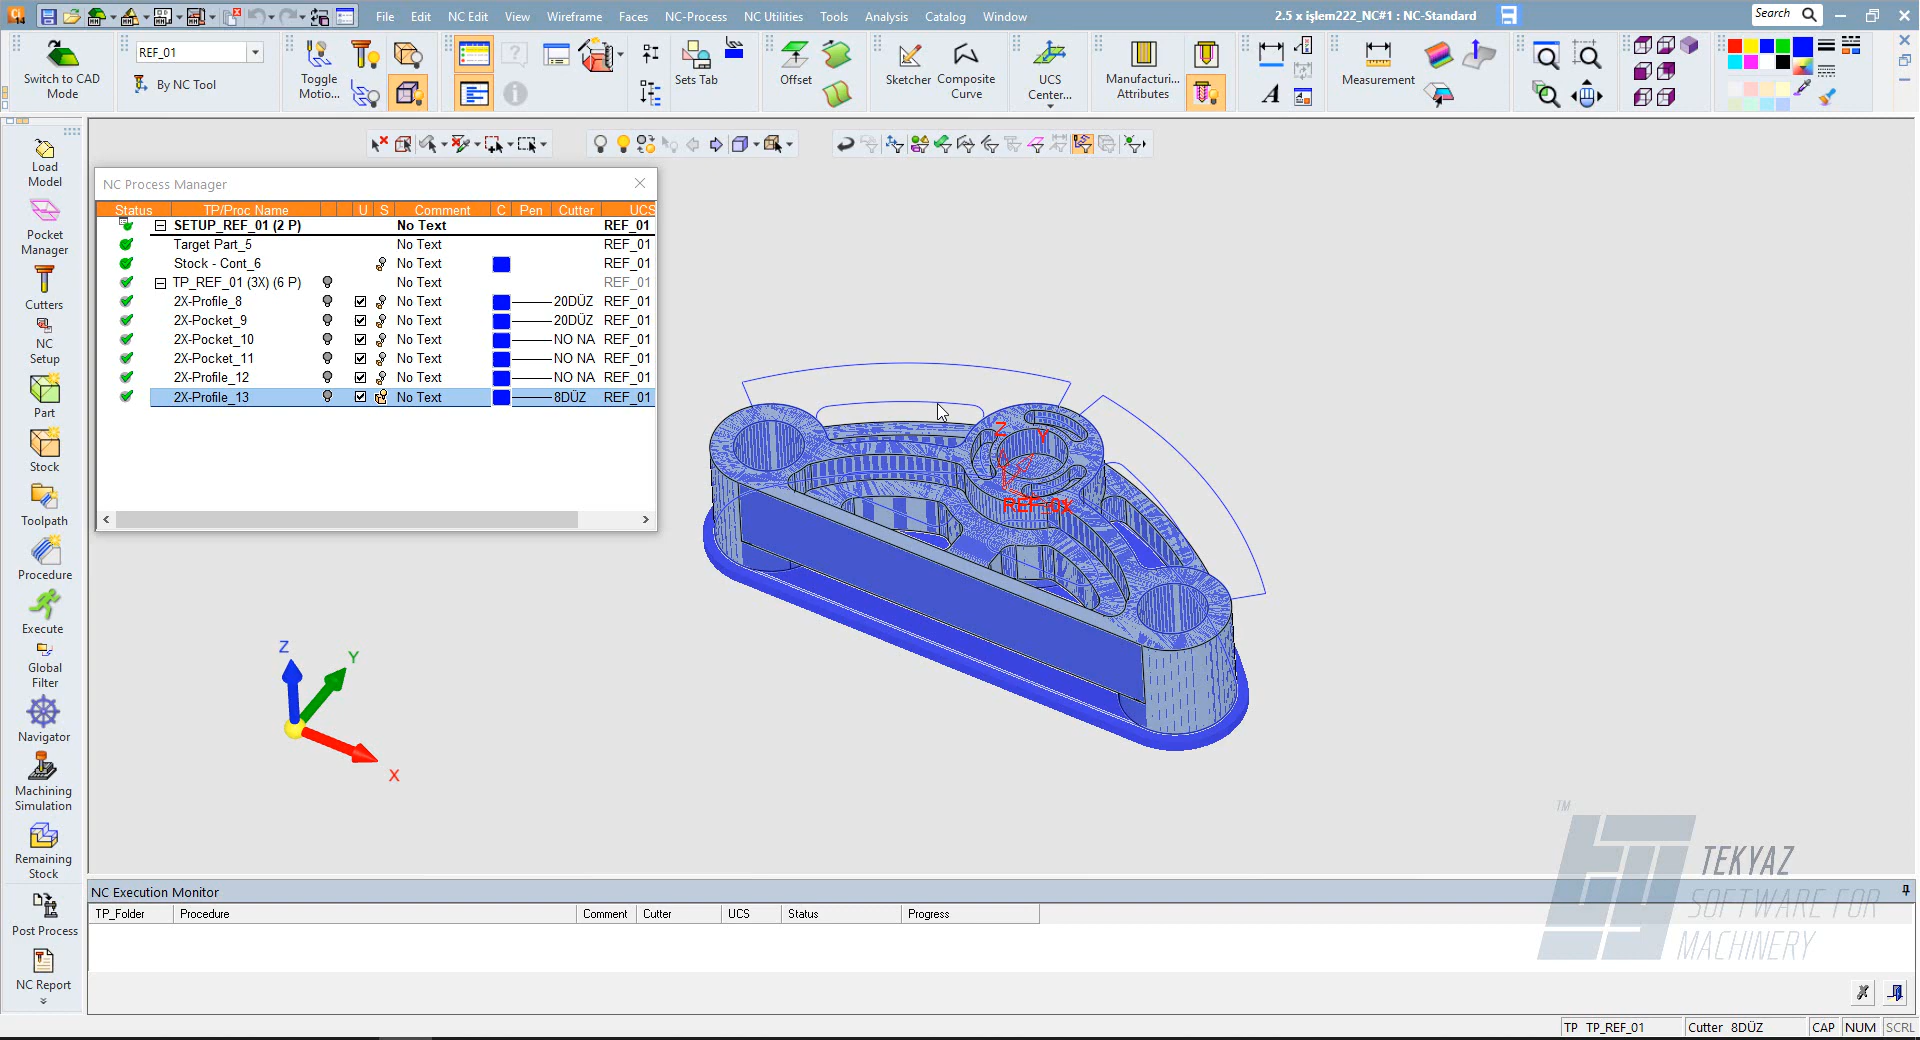 File Edit NC Edit View Wireframe Faces NC-Process NC Utilities Tools Analysis Catalog Window
2.5 x işlem222_NC#1 : NC-Standard
Search
Switch to CAD Mode
REF_01
By NC Tool
Toggle Motio...
Sets Tab
Offset
Sketcher
Composite Curve
UCS Center...
Manufacturi... Attributes
A
Measurement
Load Model
Pocket Manager
Cutters
NC Setup
Part
Stock
Toolpath
Procedure
Execute
Global Filter
Navigator
Machining Simulation
Remaining Stock
Post Process
NC Report
NC Process Manager
Status TP/Proc Name U S Comment C Pen Cutter UCS
SETUP_REF_01 (2 P) No Text REF_01
Target Part_5 No Text REF_01
Stock - Cont_6 No Text REF_01
TP_REF_01 (3X) (6 P) No Text REF_01
2X-Profile_8 No Text 20DÜZ REF_01
2X-Pocket_9 No Text 20DÜZ REF_01
2X-Pocket_10 No Text NO NA REF_01
2X-Pocket_11 No Text NO NA REF_01
2X-Profile_12 No Text NO NA REF_01
2X-Profile_13 No Text 8DÜZ REF_01
Z Y
REF_01
Z
Y
X
TM
TEKYAZ
SOFTWARE FOR
MACHINERY
NC Execution Monitor
TP_Folder Procedure Comment Cutter UCS Status Progress
TP TP_REF_01 Cutter 8DÜZ CAP NUM SCRL